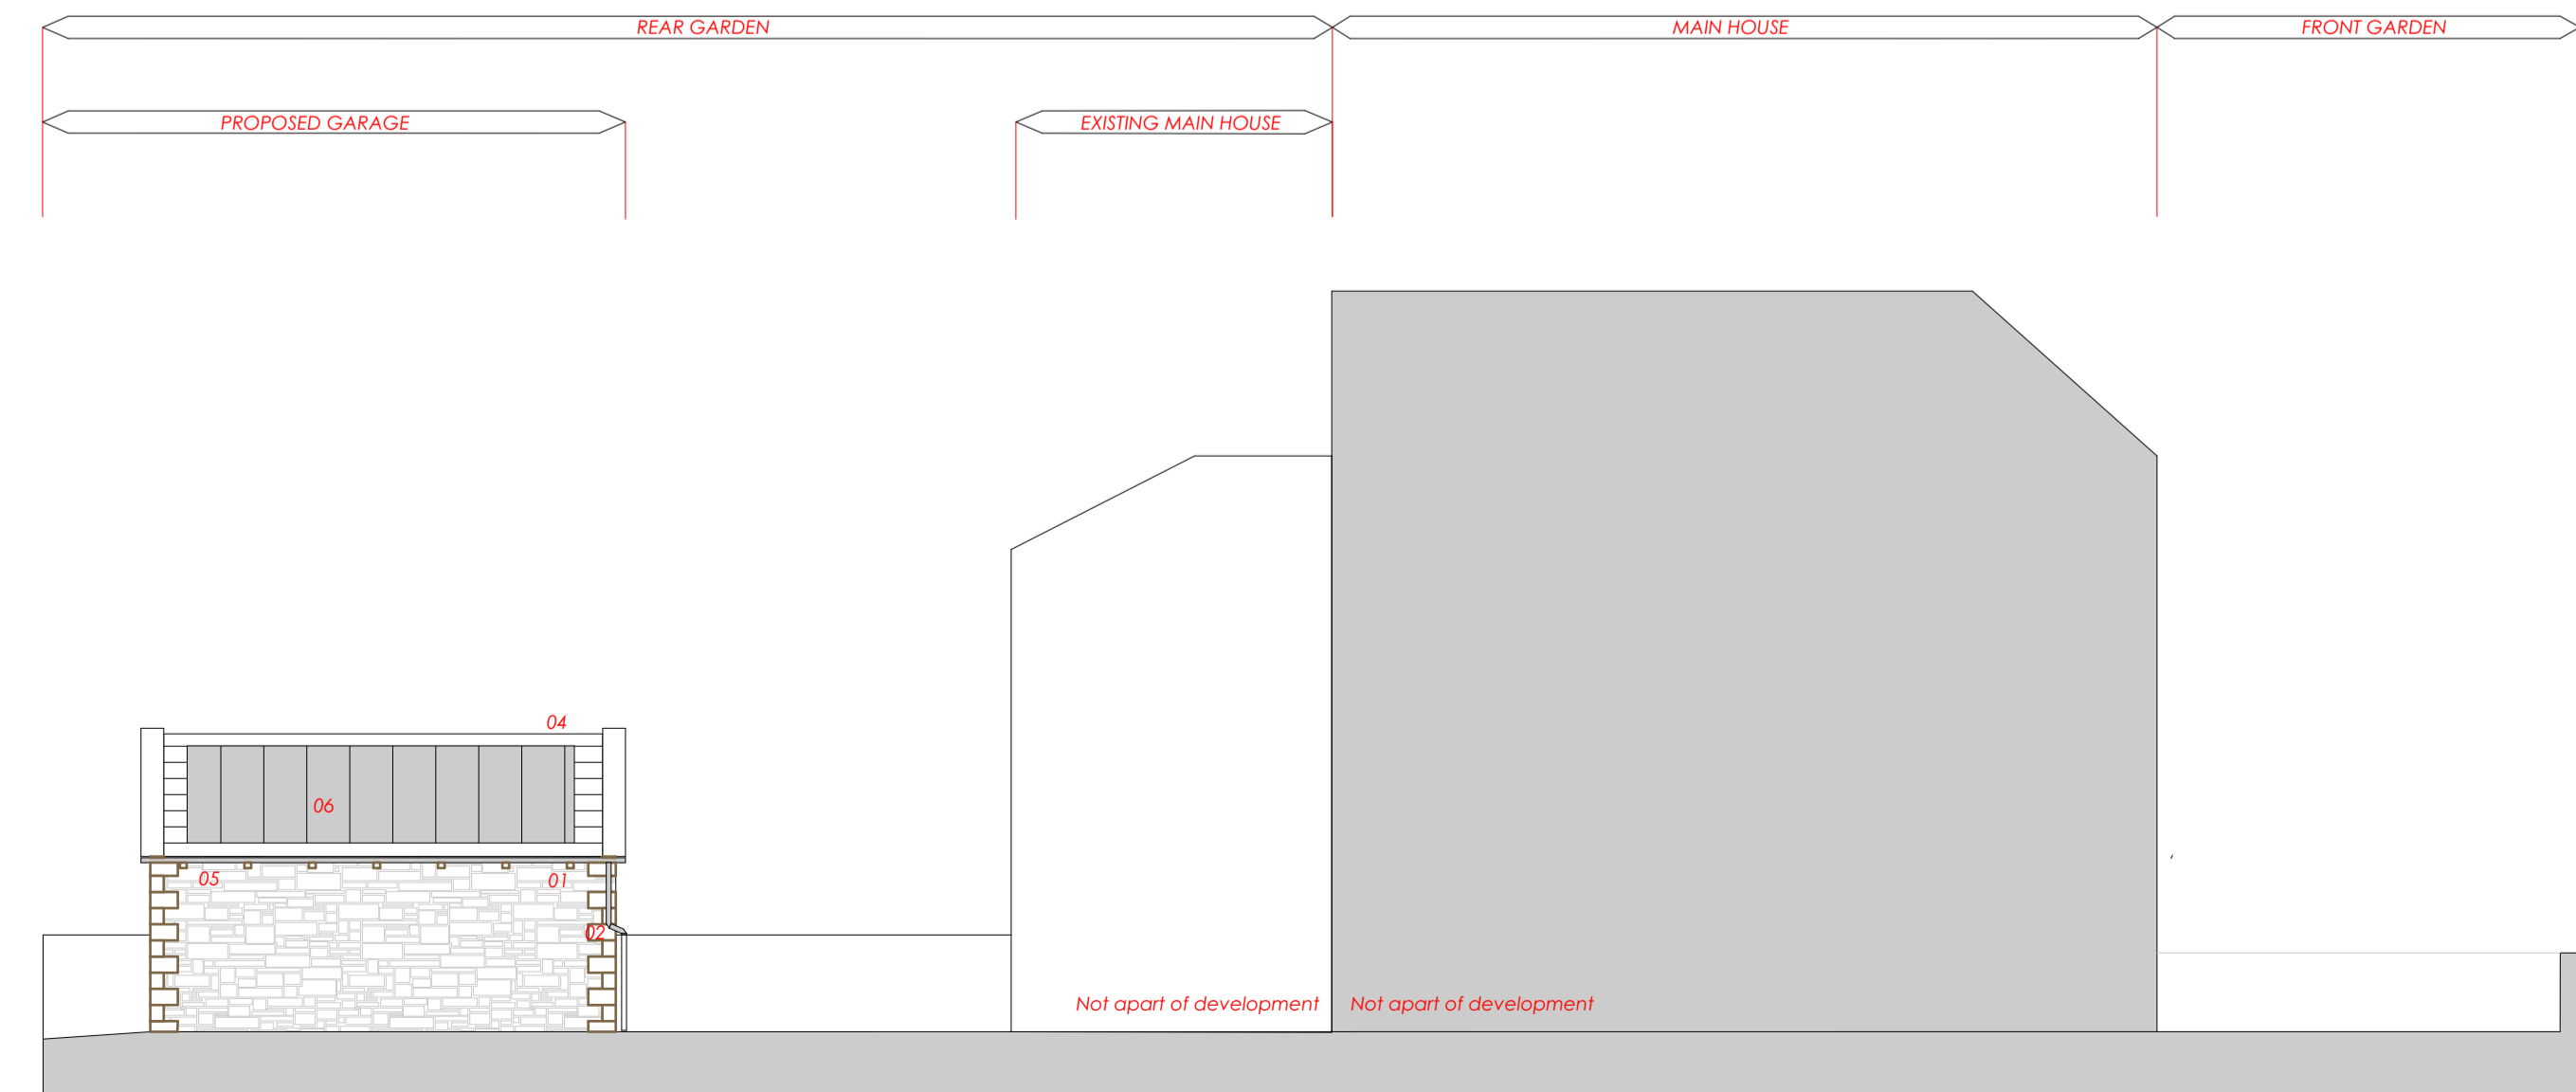 REAR GARDEN
MAIN HOUSE
FRONT GARDEN
PROPOSED GARAGE
EXISTING MAIN HOUSE
04
06
05
01
02
Not apart of development
Not apart of development